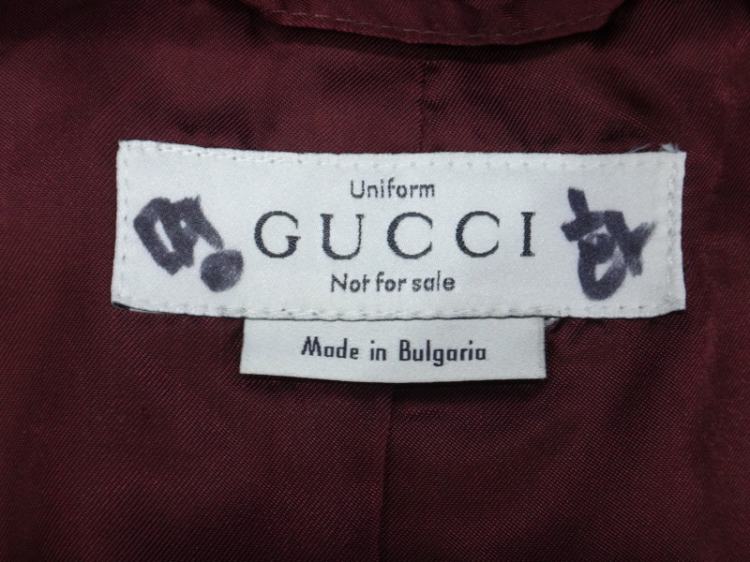 Uniform
GUCCI
Not for sale
Made in Bulgaria